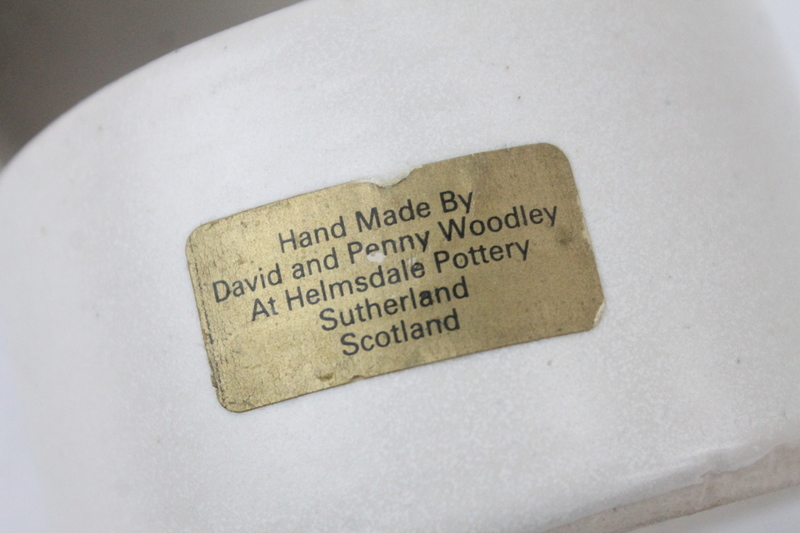 Hand Made By
David and Penny Woodley
At Helmsdale Pottery
Sutherland
Scotland